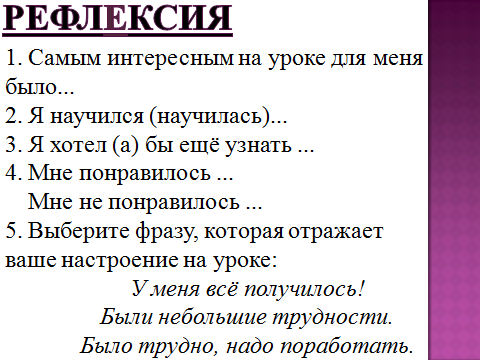 РЕФЛЕКСИЯ
1. Самым интересным на уроке для меня
было...
2. Я научился (научилась)...
3. Я хотел (а) бы ещё узнать ...
4. Мне понравилось ...
Мне не понравилось ...
5. Выберите фразу, которая отражает
ваше настроение на уроке:
У меня всё получилось!
Были небольшие трудности.
Было трудно, надо поработать.